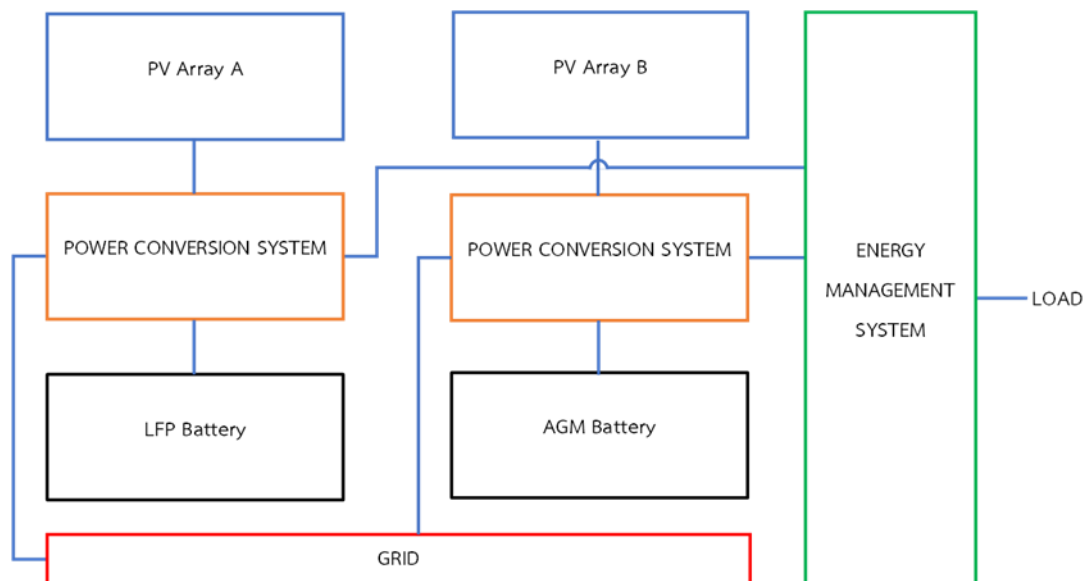 PV Array A
PV Array B
POWER CONVERSION SYSTEM
POWER CONVERSION SYSTEM
ENERGY
MANAGEMENT
SYSTEM
LOAD
LFP Battery
AGM Battery
GRID